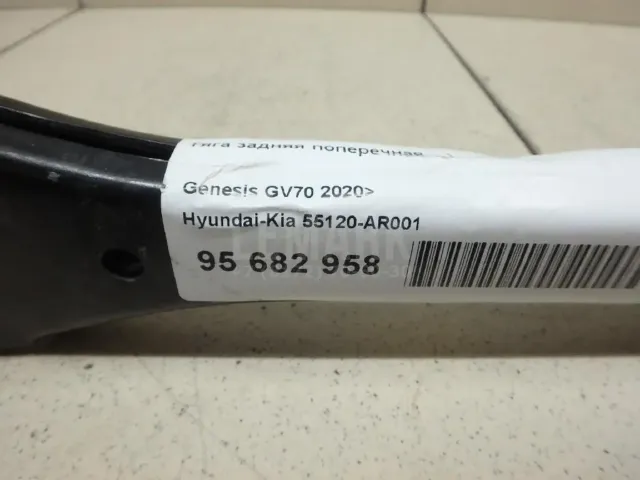 Тяга задняя поперечная
Genesis GV70 2020>
Hyundai-Kia 55120-AR001
95 682 958